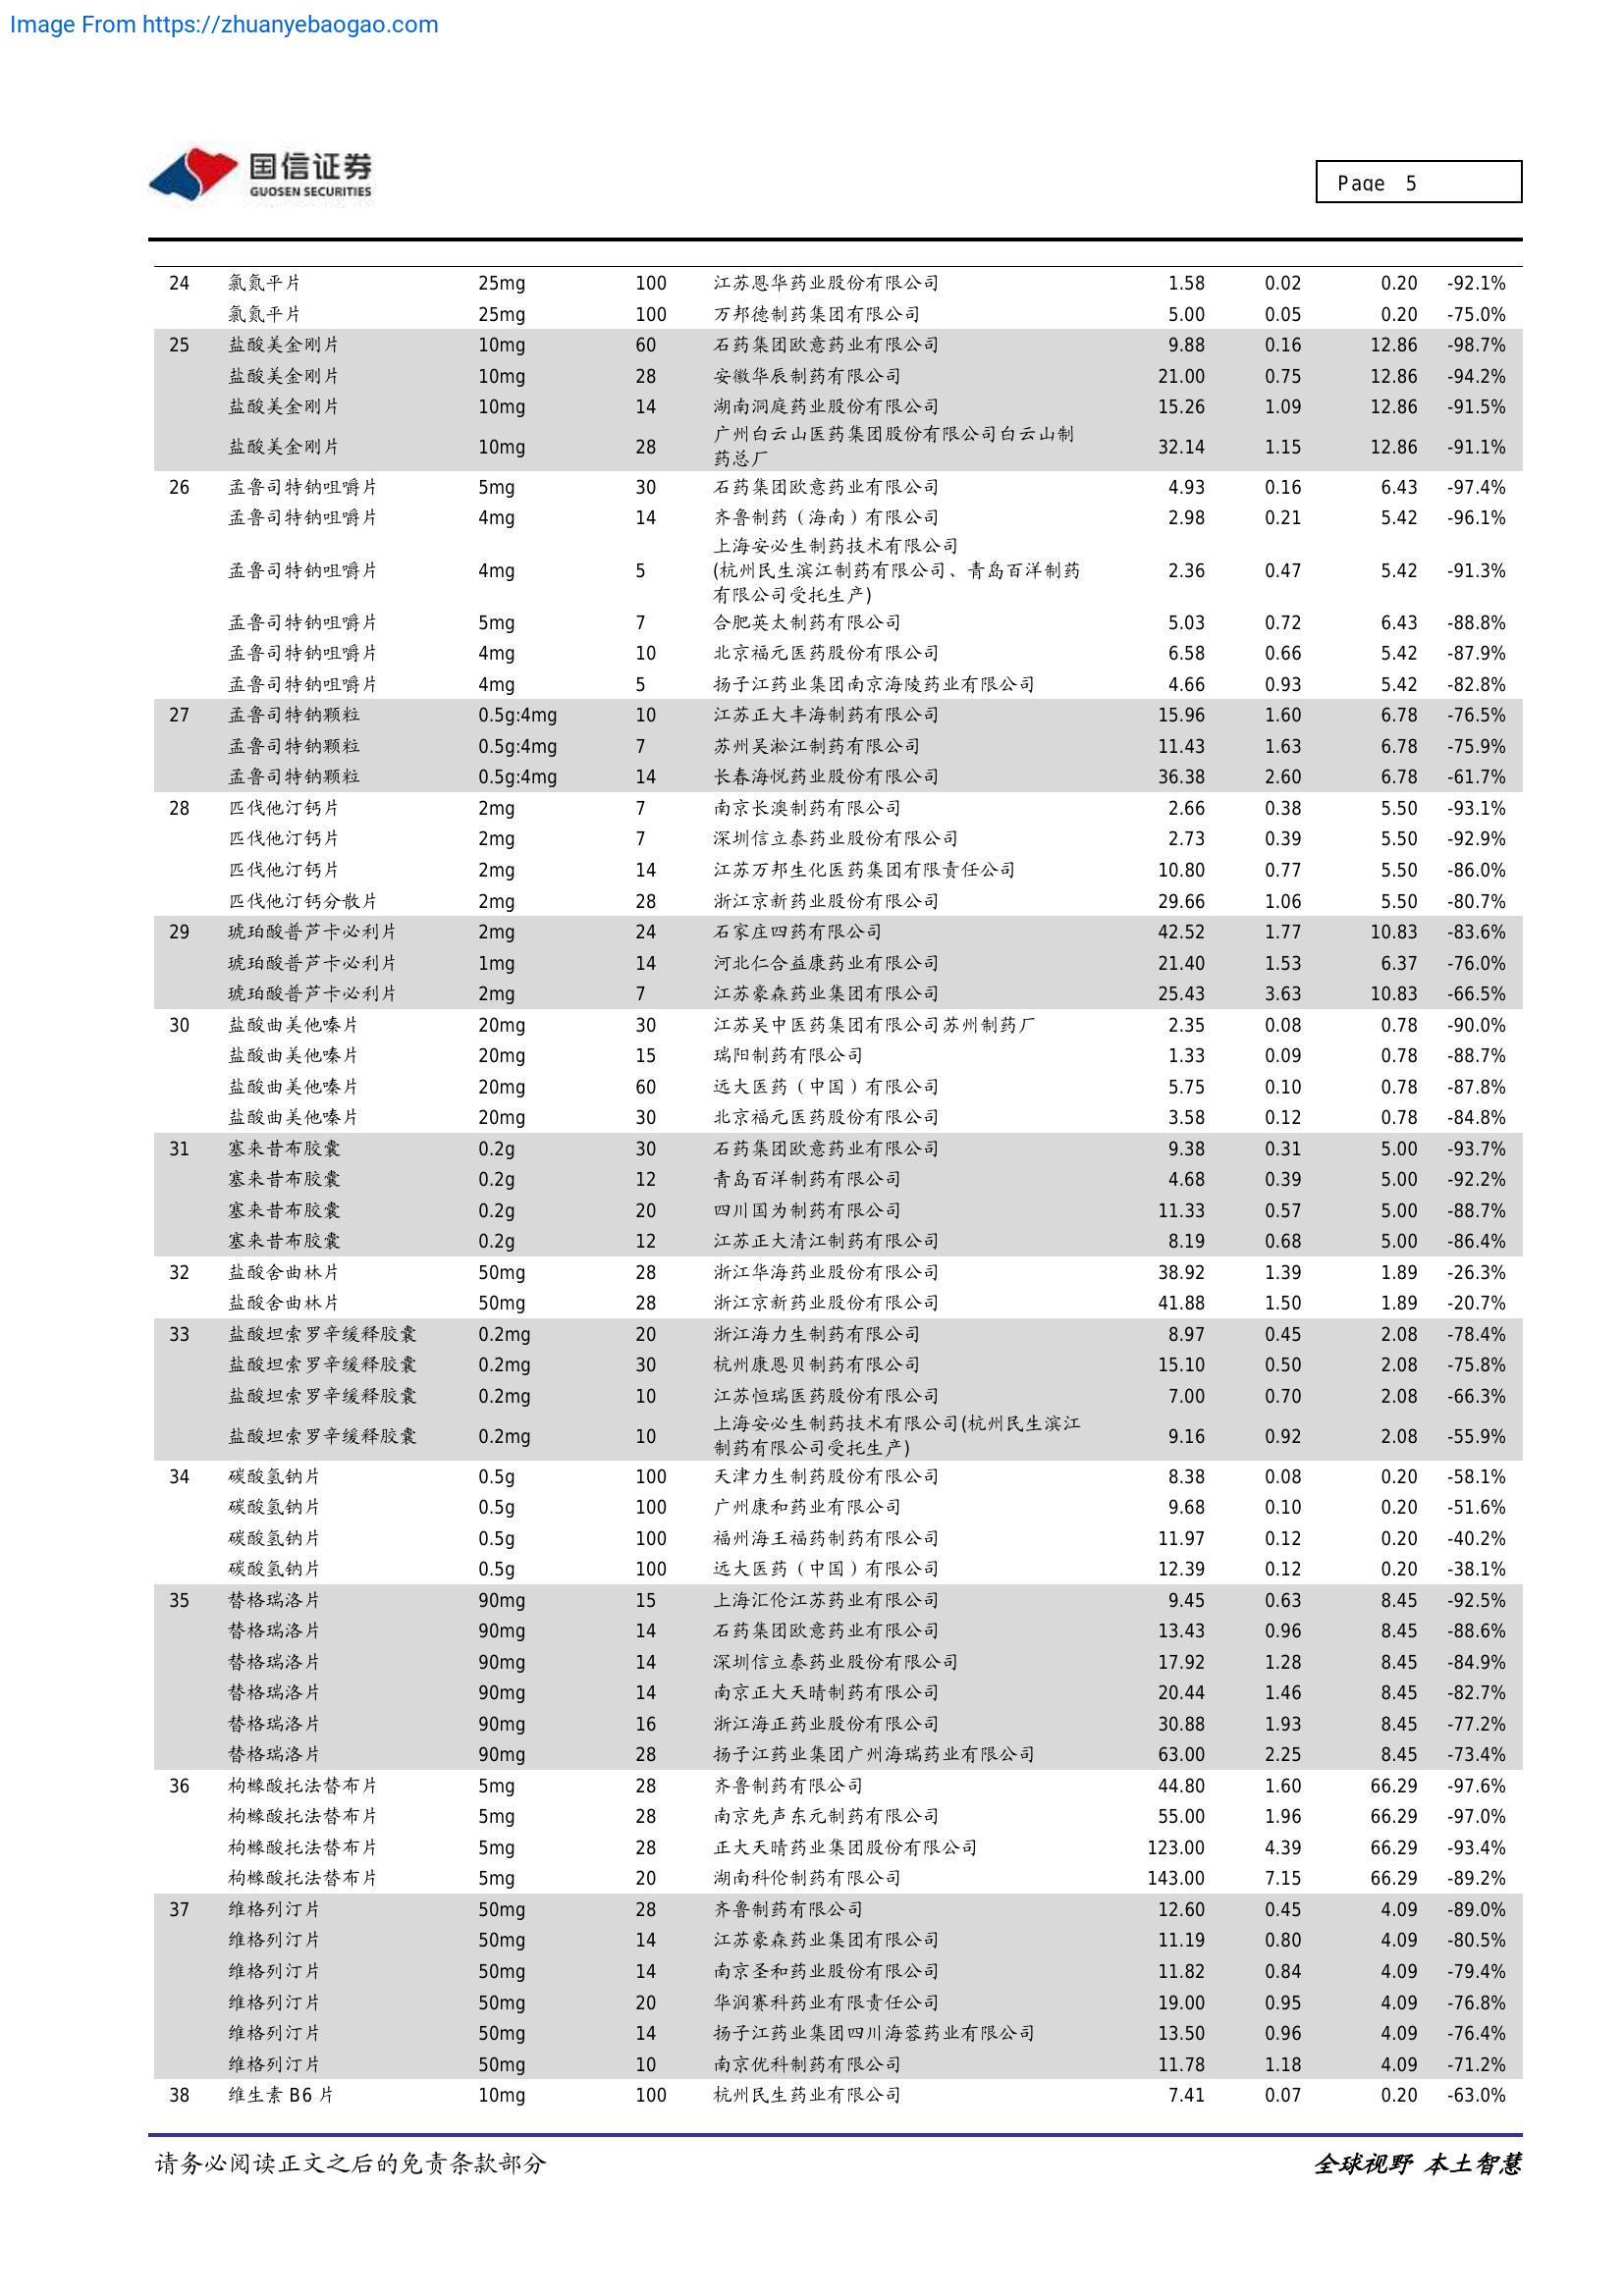 Image From https://zhuanyebaogao.com
国信证券
GUOSEN SECURITIES
Page 5
24 氯氮平片 25mg 100 江苏恩华药业股份有限公司 1.58 0.02 0.20 -92.1%
氯氮平片 25mg 100 万邦德制药集团有限公司 5.00 0.05 0.20 -75.0%
25 盐酸美金刚片 10mg 60 石药集团欧意药业有限公司 9.88 0.16 12.86 -98.7%
盐酸美金刚片 10mg 28 安徽华辰制药有限公司 21.00 0.75 12.86 -94.2%
盐酸美金刚片 10mg 14 湖南洞庭药业股份有限公司 15.26 1.09 12.86 -91.5%
广州白云山医药集团股份有限公司白云山制
盐酸美金刚片 10mg 28 32.14 1.15 12.86 -91.1%
药总厂
26 孟鲁司特钠咀嚼片 5mg 30 石药集团欧意药业有限公司 4.93 0.16 6.43 -97.4%
孟鲁司特钠咀嚼片 4mg 14 齐鲁制药（海南）有限公司 2.98 0.21 5.42 -96.1%
上海安必生制药技术有限公司
孟鲁司特钠咀嚼片 4mg 5 (杭州民生滨江制药有限公司、青岛百洋制药 2.36 0.47 5.42 -91.3%
有限公司受托生产)
孟鲁司特钠咀嚼片 5mg 7 合肥英太制药有限公司 5.03 0.72 6.43 -88.8%
孟鲁司特钠咀嚼片 4mg 10 北京福元医药股份有限公司 6.58 0.66 5.42 -87.9%
孟鲁司特钠咀嚼片 4mg 5 扬子江药业集团南京海陵药业有限公司 4.66 0.93 5.42 -82.8%
27 孟鲁司特钠颗粒 0.5g:4mg 10 江苏正大丰海制药有限公司 15.96 1.60 6.78 -76.5%
孟鲁司特钠颗粒 0.5g:4mg 7 苏州吴淞江制药有限公司 11.43 1.63 6.78 -75.9%
孟鲁司特钠颗粒 0.5g:4mg 14 长春海悦药业股份有限公司 36.38 2.60 6.78 -61.7%
28 匹伐他汀钙片 2mg 7 南京长澳制药有限公司 2.66 0.38 5.50 -93.1%
匹伐他汀钙片 2mg 7 深圳信立泰药业股份有限公司 2.73 0.39 5.50 -92.9%
匹伐他汀钙片 2mg 14 江苏万邦生化医药集团有限责任公司 10.80 0.77 5.50 -86.0%
匹伐他汀钙分散片 2mg 28 浙江京新药业股份有限公司 29.66 1.06 5.50 -80.7%
29 琥珀酸普芦卡必利片 2mg 24 石家庄四药有限公司 42.52 1.77 10.83 -83.6%
琥珀酸普芦卡必利片 1mg 14 河北仁合益康药业有限公司 21.40 1.53 6.37 -76.0%
琥珀酸普芦卡必利片 2mg 7 江苏豪森药业集团有限公司 25.43 3.63 10.83 -66.5%
30 盐酸曲美他嗪片 20mg 30 江苏吴中医药集团有限公司苏州制药厂 2.35 0.08 0.78 -90.0%
盐酸曲美他嗪片 20mg 15 瑞阳制药有限公司 1.33 0.09 0.78 -88.7%
盐酸曲美他嗪片 20mg 60 远大医药（中国）有限公司 5.75 0.10 0.78 -87.8%
盐酸曲美他嗪片 20mg 30 北京福元医药股份有限公司 3.58 0.12 0.78 -84.8%
31 塞来昔布胶囊 0.2g 30 石药集团欧意药业有限公司 9.38 0.31 5.00 -93.7%
塞来昔布胶囊 0.2g 12 青岛百洋制药有限公司 4.68 0.39 5.00 -92.2%
塞来昔布胶囊 0.2g 20 四川国为制药有限公司 11.33 0.57 5.00 -88.7%
塞来昔布胶囊 0.2g 12 江苏正大清江制药有限公司 8.19 0.68 5.00 -86.4%
32 盐酸舍曲林片 50mg 28 浙江华海药业股份有限公司 38.92 1.39 1.89 -26.3%
盐酸舍曲林片 50mg 28 浙江京新药业股份有限公司 41.88 1.50 1.89 -20.7%
33 盐酸坦索罗辛缓释胶囊 0.2mg 20 浙江海力生制药有限公司 8.97 0.45 2.08 -78.4%
盐酸坦索罗辛缓释胶囊 0.2mg 30 杭州康恩贝制药有限公司 15.10 0.50 2.08 -75.8%
盐酸坦索罗辛缓释胶囊 0.2mg 10 江苏恒瑞医药股份有限公司 7.00 0.70 2.08 -66.3%
上海安必生制药技术有限公司(杭州民生滨江
盐酸坦索罗辛缓释胶囊 0.2mg 10 9.16 0.92 2.08 -55.9%
制药有限公司受托生产)
34 碳酸氢钠片 0.5g 100 天津力生制药股份有限公司 8.38 0.08 0.20 -58.1%
碳酸氢钠片 0.5g 100 广州康和药业有限公司 9.68 0.10 0.20 -51.6%
碳酸氢钠片 0.5g 100 福州海王福药制药有限公司 11.97 0.12 0.20 -40.2%
碳酸氢钠片 0.5g 100 远大医药（中国）有限公司 12.39 0.12 0.20 -38.1%
35 替格瑞洛片 90mg 15 上海汇伦江苏药业有限公司 9.45 0.63 8.45 -92.5%
替格瑞洛片 90mg 14 石药集团欧意药业有限公司 13.43 0.96 8.45 -88.6%
替格瑞洛片 90mg 14 深圳信立泰药业股份有限公司 17.92 1.28 8.45 -84.9%
替格瑞洛片 90mg 14 南京正大天晴制药有限公司 20.44 1.46 8.45 -82.7%
替格瑞洛片 90mg 16 浙江海正药业股份有限公司 30.88 1.93 8.45 -77.2%
替格瑞洛片 90mg 28 扬子江药业集团广州海瑞药业有限公司 63.00 2.25 8.45 -73.4%
36 枸橼酸托法替布片 5mg 28 齐鲁制药有限公司 44.80 1.60 66.29 -97.6%
枸橼酸托法替布片 5mg 28 南京先声东元制药有限公司 55.00 1.96 66.29 -97.0%
枸橼酸托法替布片 5mg 28 正大天晴药业集团股份有限公司 123.00 4.39 66.29 -93.4%
枸橼酸托法替布片 5mg 20 湖南科伦制药有限公司 143.00 7.15 66.29 -89.2%
37 维格列汀片 50mg 28 齐鲁制药有限公司 12.60 0.45 4.09 -89.0%
维格列汀片 50mg 14 江苏豪森药业集团有限公司 11.19 0.80 4.09 -80.5%
维格列汀片 50mg 14 南京圣和药业股份有限公司 11.82 0.84 4.09 -79.4%
维格列汀片 50mg 20 华润赛科药业有限责任公司 19.00 0.95 4.09 -76.8%
维格列汀片 50mg 14 扬子江药业集团四川海蓉药业有限公司 13.50 0.96 4.09 -76.4%
维格列汀片 50mg 10 南京优科制药有限公司 11.78 1.18 4.09 -71.2%
38 维生素 B6 片 10mg 100 杭州民生药业有限公司 7.41 0.07 0.20 -63.0%
请务必阅读正文之后的免责条款部分 全球视野 本土智慧